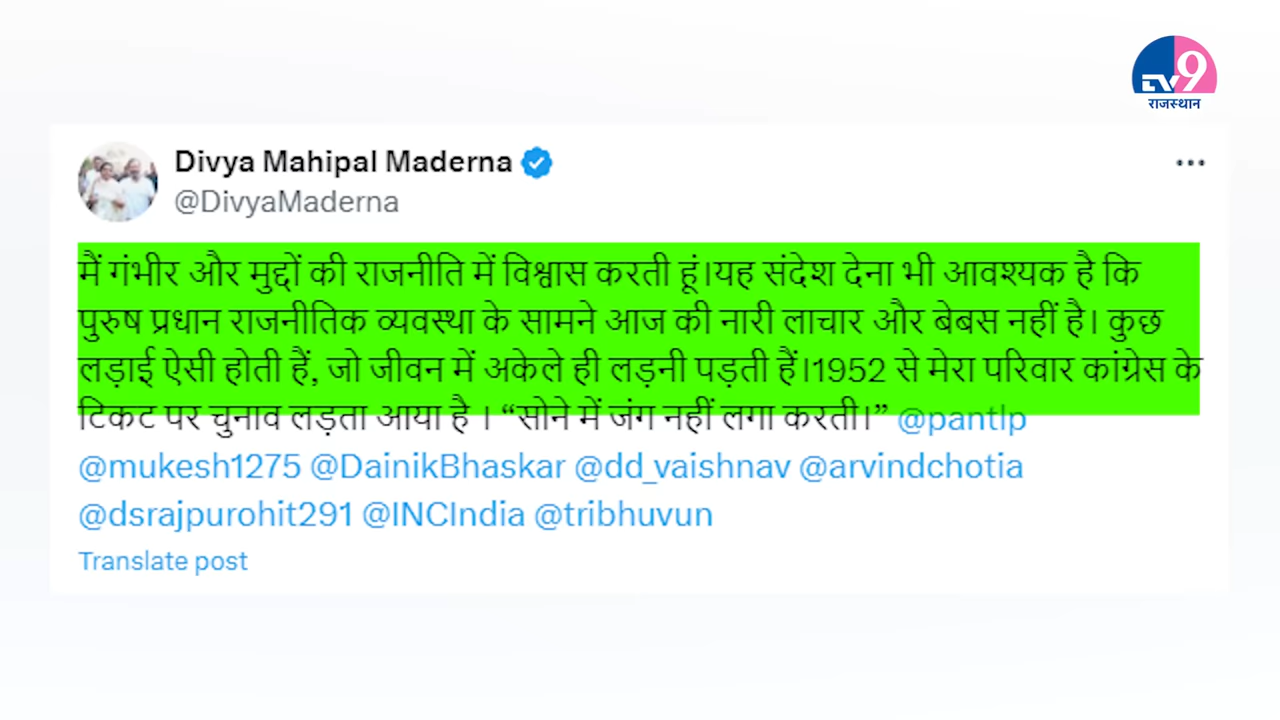 TV9
राजस्थान
Divya Mahipal Maderna
@DivyaMaderna
मैं गंभीर और मुद्दों की राजनीति में विश्वास करती हूं।यह संदेश देना भी आवश्यक है कि
पुरुष प्रधान राजनीतिक व्यवस्था के सामने आज की नारी लाचार और बेबस नहीं है। कुछ
लड़ाई ऐसी होती हैं, जो जीवन में अकेले ही लड़नी पड़ती हैं।1952 से मेरा परिवार कांग्रेस के
टिकट पर चुनाव लड़ता आया है । “सोने में जंग नहीं लगा करती।” @pantlp
@mukesh1275 @DainikBhaskar @dd_vaishnav @arvindchotia
@dsrajpurohit291 @INCIndia @tribhuvun
Translate post